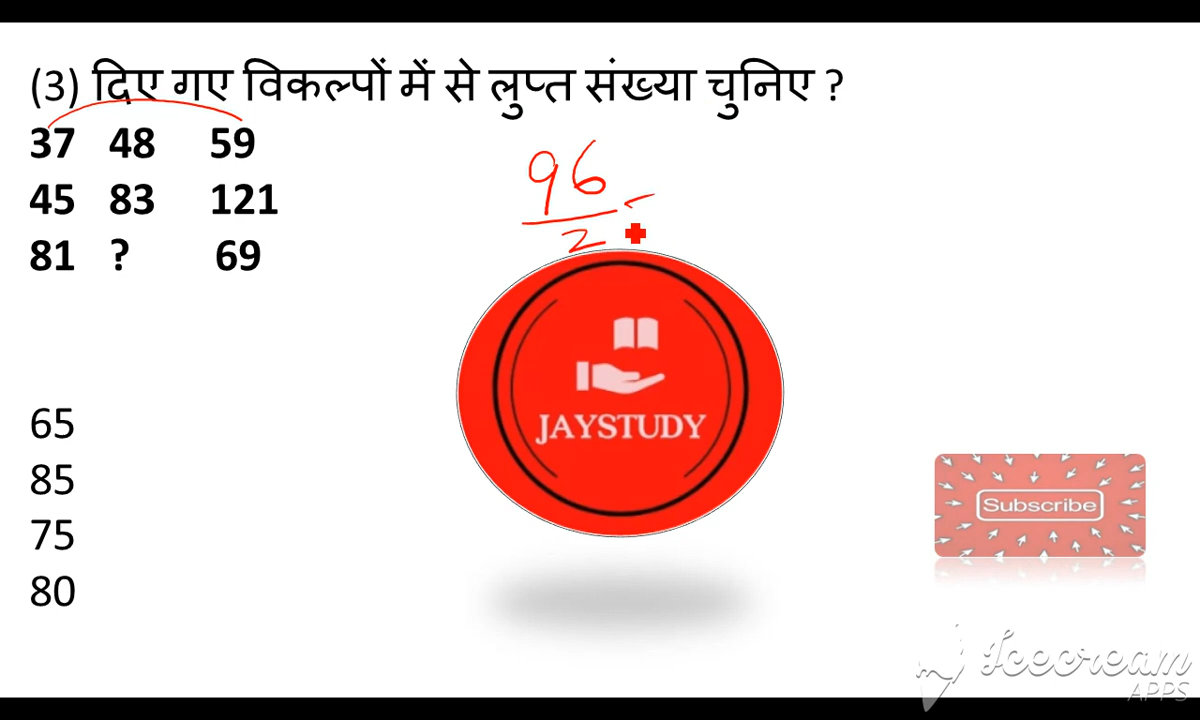 (3) दिए गए विकल्पों में से लुप्त संख्या चुनिए ?
37 48 59
45 83 121
81 ? 69
96
2
65
85
75
80
JAYSTUDY
Subscribe
Icecream
APPS